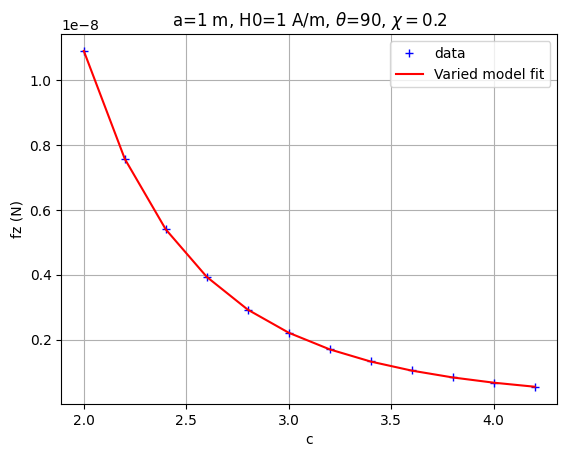 a=1 m, H0=1 A/m, θ=90, χ = 0.2
1e−8
data
Varied model fit
1.0
0.8
0.6
0.4
0.2
fz (N)
2.0 2.5 3.0 3.5 4.0
c